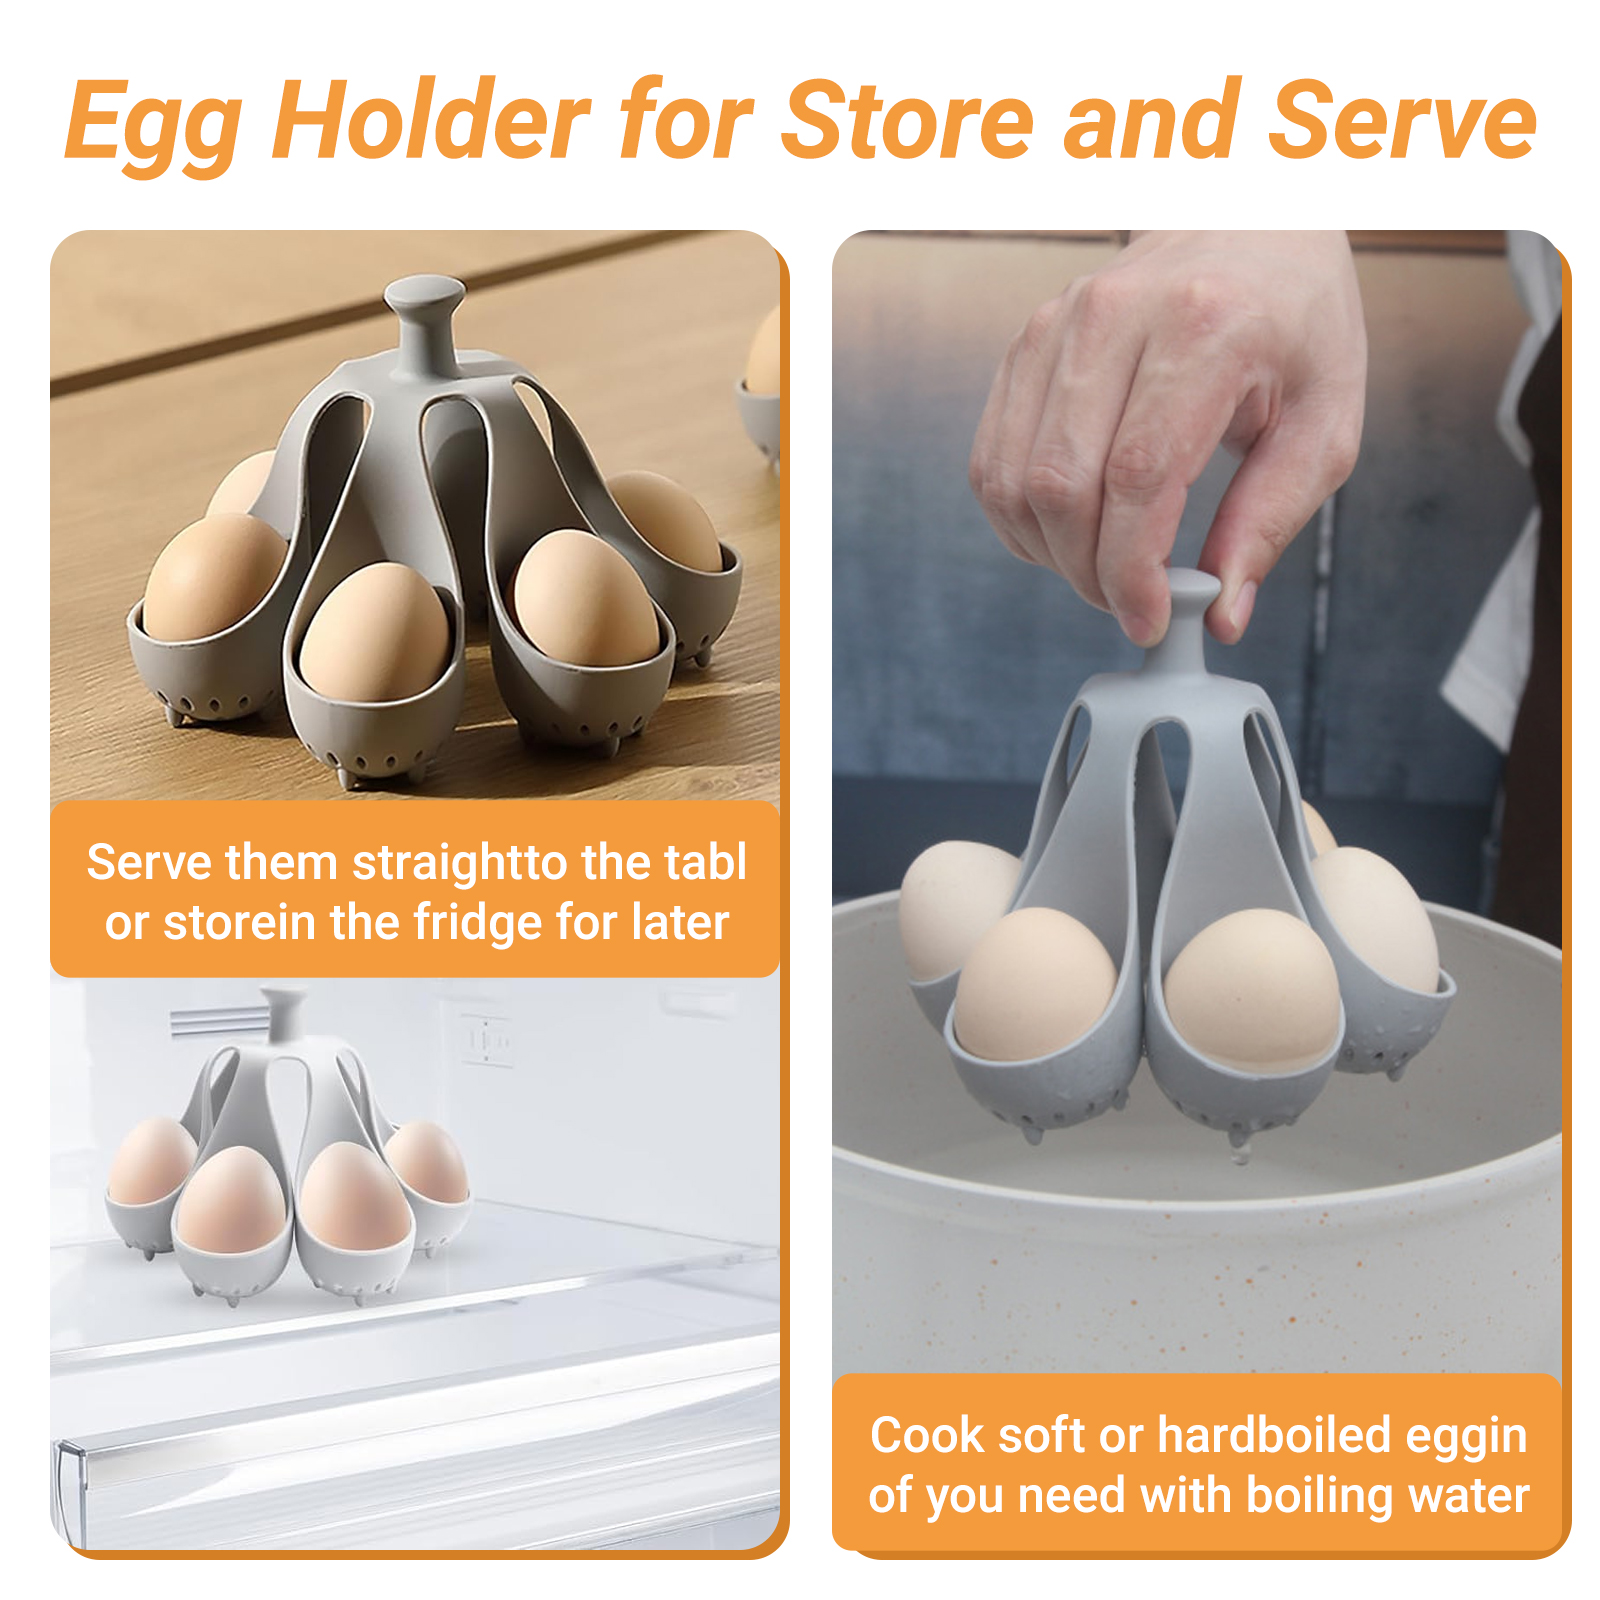 Egg Holder for Store and Serve
Serve them straightto the tabl
or storein the fridge for later
Cook soft or hardboiled eggin
of you need with boiling water